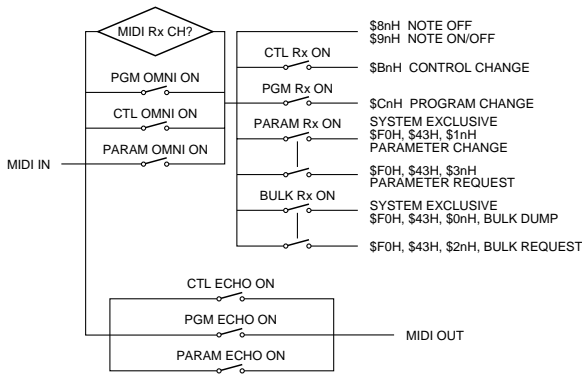 MIDI Rx CH?
$8nH NOTE OFF
$9nH NOTE ON/OFF
CTL Rx ON
$BnH CONTROL CHANGE
PGM OMNI ON
PGM Rx ON
$CnH PROGRAM CHANGE
CTL OMNI ON
PARAM Rx ON
SYSTEM EXCLUSIVE
$F0H, $43H, $1nH
PARAMETER CHANGE
PARAM OMNI ON
MIDI IN
$F0H, $43H, $3nH
PARAMETER REQUEST
BULK Rx ON
SYSTEM EXCLUSIVE
$F0H, $43H, $0nH, BULK DUMP
$F0H, $43H, $2nH, BULK REQUEST
CTL ECHO ON
PGM ECHO ON
MIDI OUT
PARAM ECHO ON